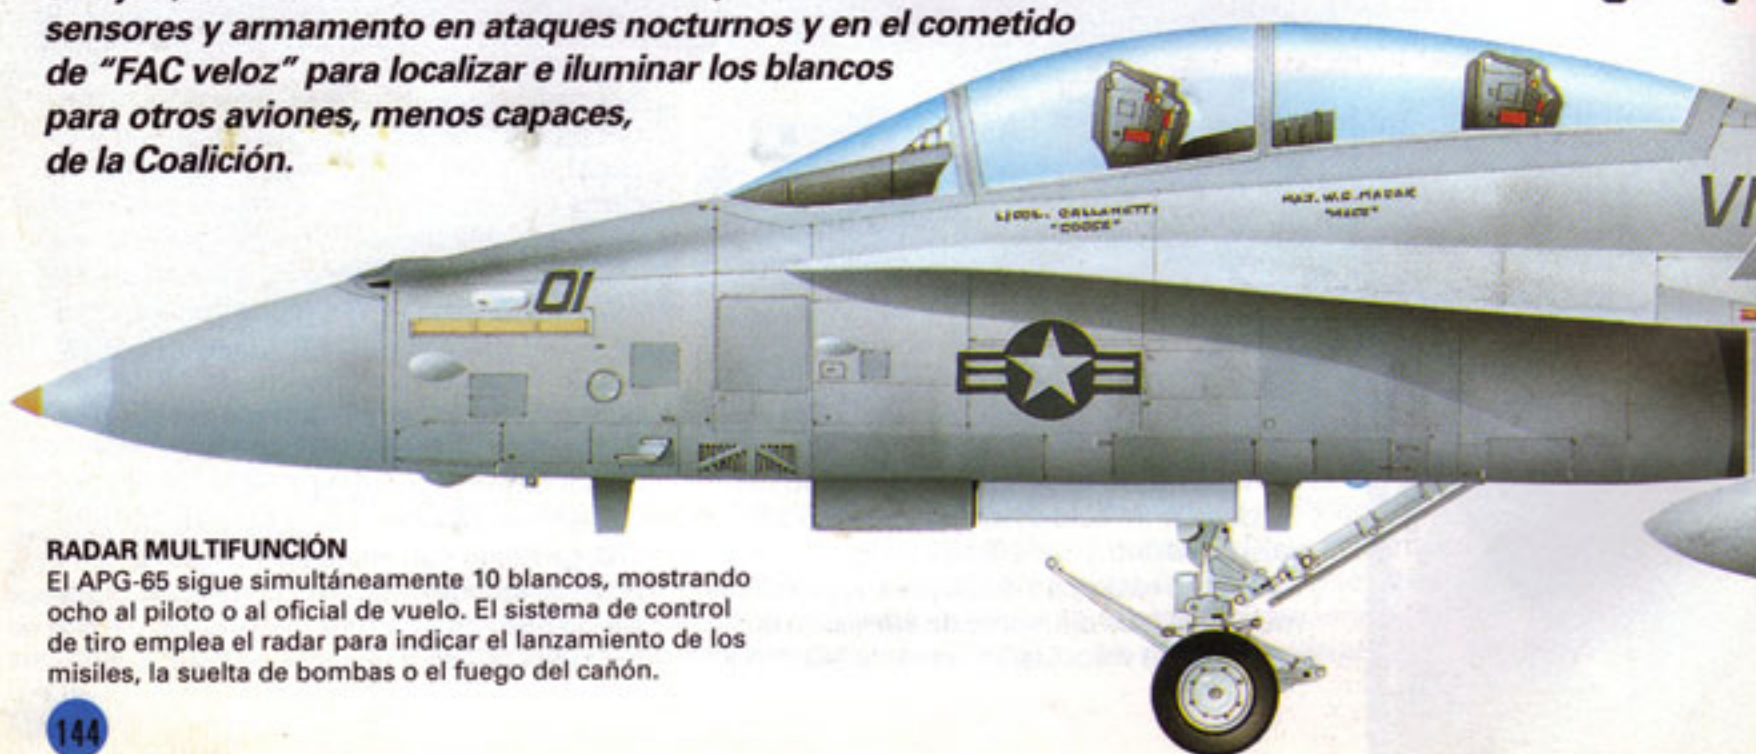 sensores y armamento en ataques nocturnos y en el cometido
de “FAC veloz” para localizar e iluminar los blancos
para otros aviones, menos capaces,
de la Coalición.
MAJ. W.C.
01
RADAR MULTIFUNCIÓN
El APG-65 sigue simultáneamente 10 blancos, mostrando
ocho al piloto o al oficial de vuelo. El sistema de control
de tiro emplea el radar para indicar el lanzamiento de los
misiles, la suelta de bombas o el fuego del cañón.
144